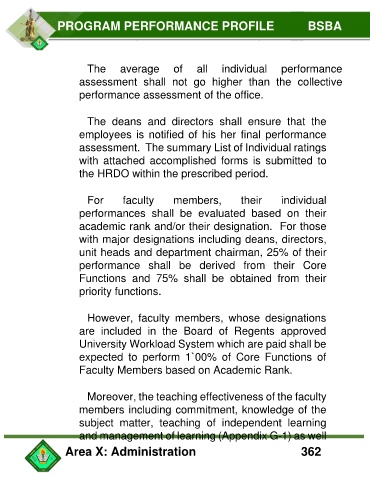 PROGRAM PERFORMANCE PROFILE BSBA
The average of all individual performance
assessment shall not go higher than the collective
performance assessment of the office.
The deans and directors shall ensure that the
employees is notified of his her final performance
assessment. The summary List of Individual ratings
with attached accomplished forms is submitted to
the HRDO within the prescribed period.
For faculty members, their individual
performances shall be evaluated based on their
academic rank and/or their designation. For those
with major designations including deans, directors,
unit heads and department chairman, 25% of their
performance shall be derived from their Core
Functions and 75% shall be obtained from their
priority functions.
However, faculty members, whose designations
are included in the Board of Regents approved
University Workload System which are paid shall be
expected to perform 1`00% of Core Functions of
Faculty Members based on Academic Rank.
Moreover, the teaching effectiveness of the faculty
members including commitment, knowledge of the
subject matter, teaching of independent learning
and management of learning (Appendix G-1) as well
Area X: Administration 362